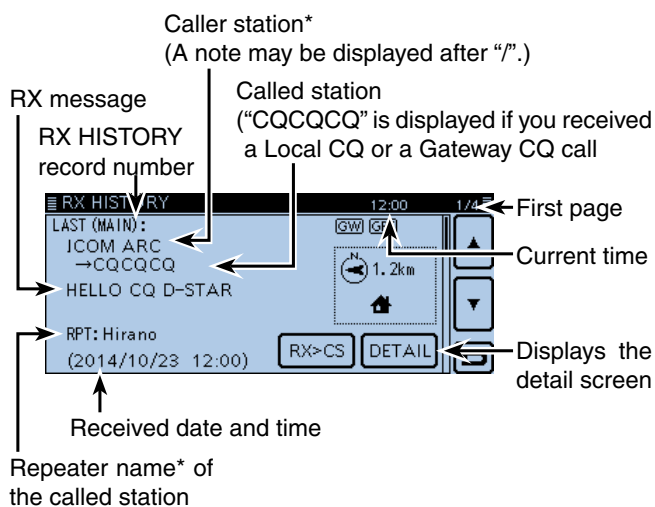 Caller station*
(A note may be displayed after “/”.)
Called station
(“CQCQCQ” is displayed if you received
a Local CQ or a Gateway CQ call
RX message
RX HISTORY
record number
RX HISTORY 12:00 1/4
First page
LAST (MAIN):
GW GPS
JCOM ARC
→CQCQCQ
N
1.2km
Current time
HELLO CQ D-STAR
RPT: Hirano
(2014/10/23 12:00)
RX>CS DETAIL
Displays the
detail screen
Received date and time
Repeater name* of
the called station